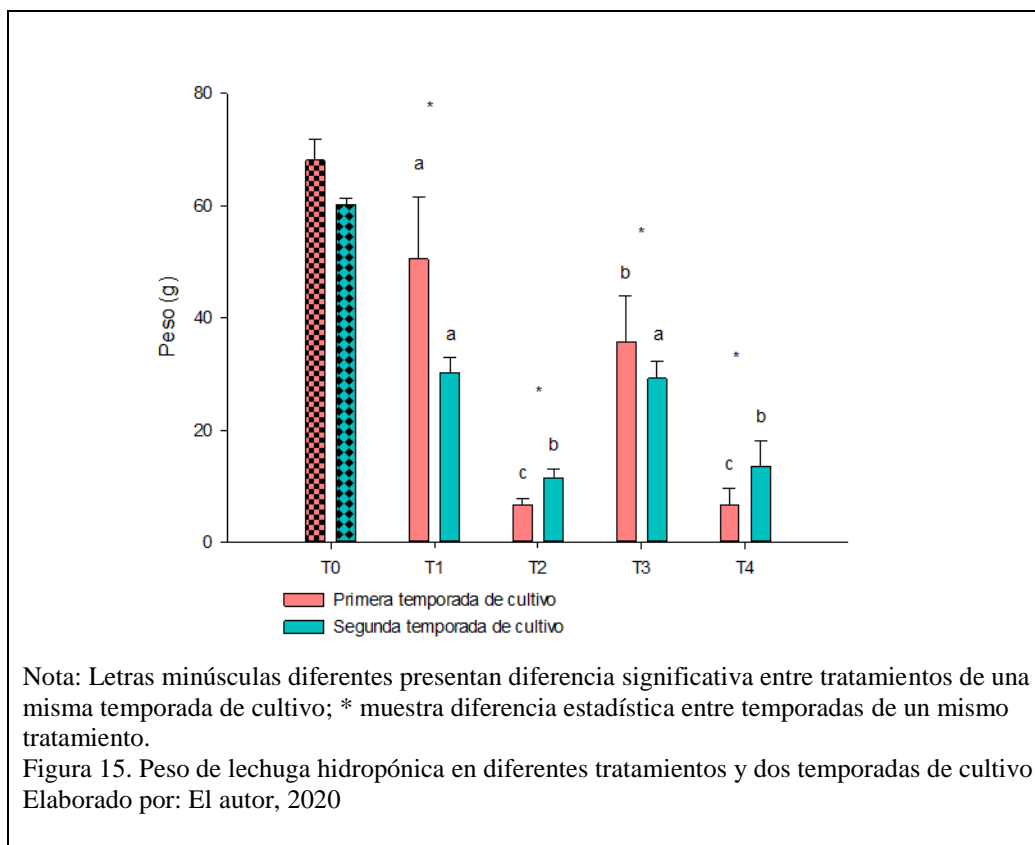 80
60
40
20
0
Peso (g)
*
a
a
*
c
b
*
b
a
*
c
b
T0 T1 T2 T3 T4
Primera temporada de cultivo
Segunda temporada de cultivo
Nota: Letras minúsculas diferentes presentan diferencia significativa entre tratamientos de una
misma temporada de cultivo; * muestra diferencia estadística entre temporadas de un mismo
tratamiento.
Figura 15. Peso de lechuga hidropónica en diferentes tratamientos y dos temporadas de cultivo
Elaborado por: El autor, 2020